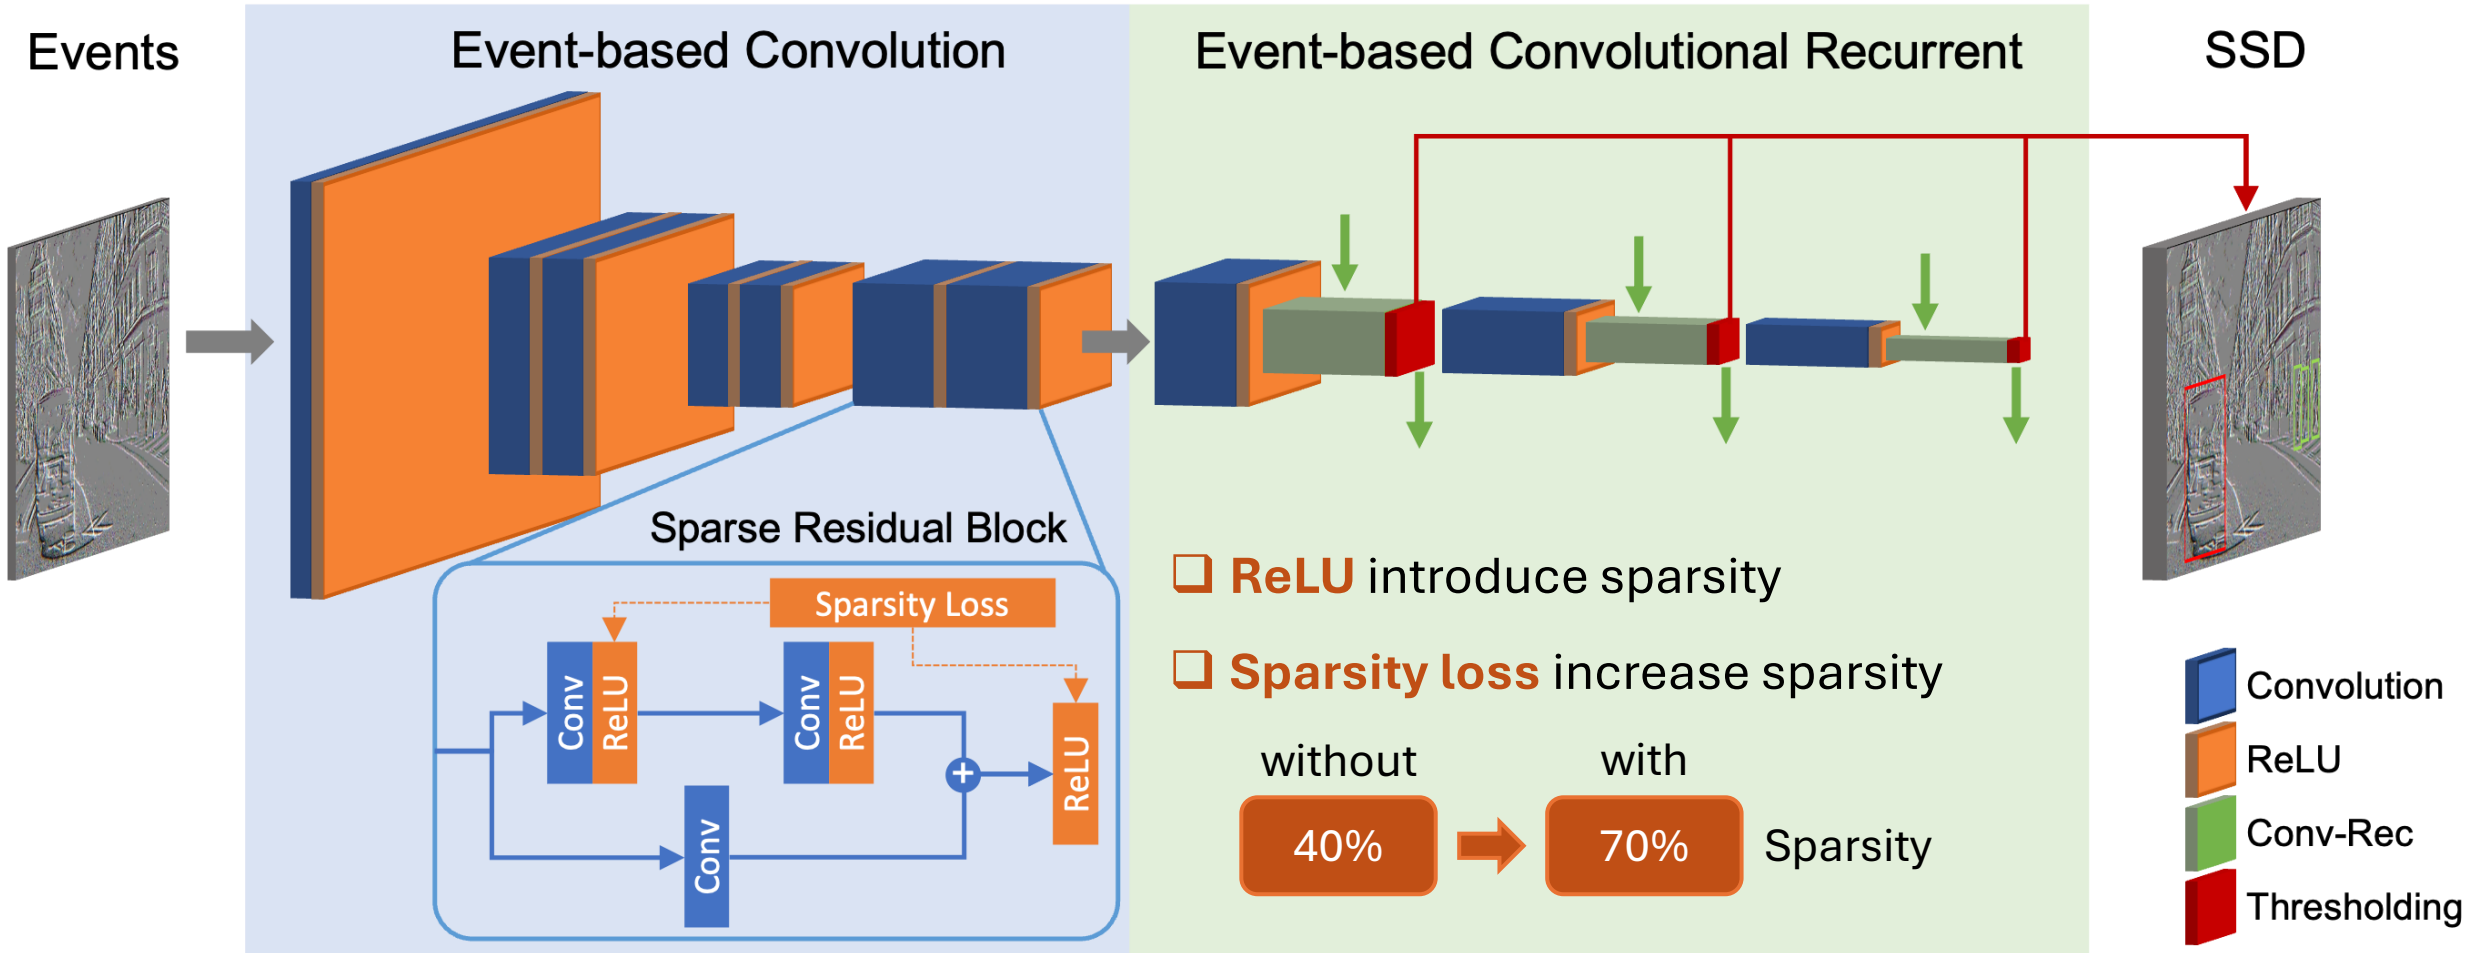 Events
Event-based Convolution
Event-based Convolutional Recurrent
SSD
Sparse Residual Block
Sparsity Loss
Conv
ReLU
Conv
ReLU
Conv
+
ReLU
ReLU introduce sparsity
Sparsity loss increase sparsity
without
with
40%
70%
Sparsity
Convolution
ReLU
Conv-Rec
Thresholding